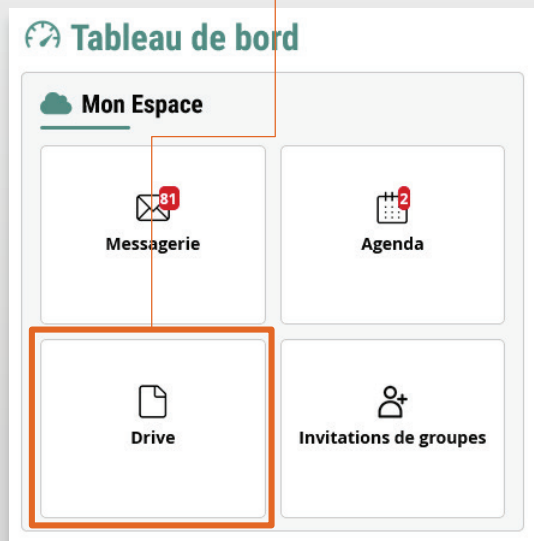 Tableau de bord
Mon Espace
81
2
Messagerie
Agenda
Drive
Invitations de groupes